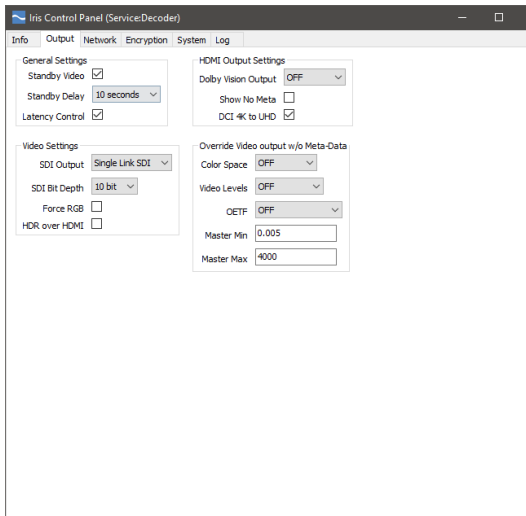 Iris Control Panel (Service:Decoder)
Info Output Network Encryption System Log
General Settings
Standby Video
Standby Delay 10 seconds
Latency Control
HDMI Output Settings
Dolby Vision Output OFF
Show No Meta
DCI 4K to UHD
Video Settings
SDI Output Single Link SDI
SDI Bit Depth 10 bit
Force RGB
HDR over HDMI
Override Video output w/o Meta-Data
Color Space OFF
Video Levels OFF
OETF OFF
Master Min 0.005
Master Max 4000